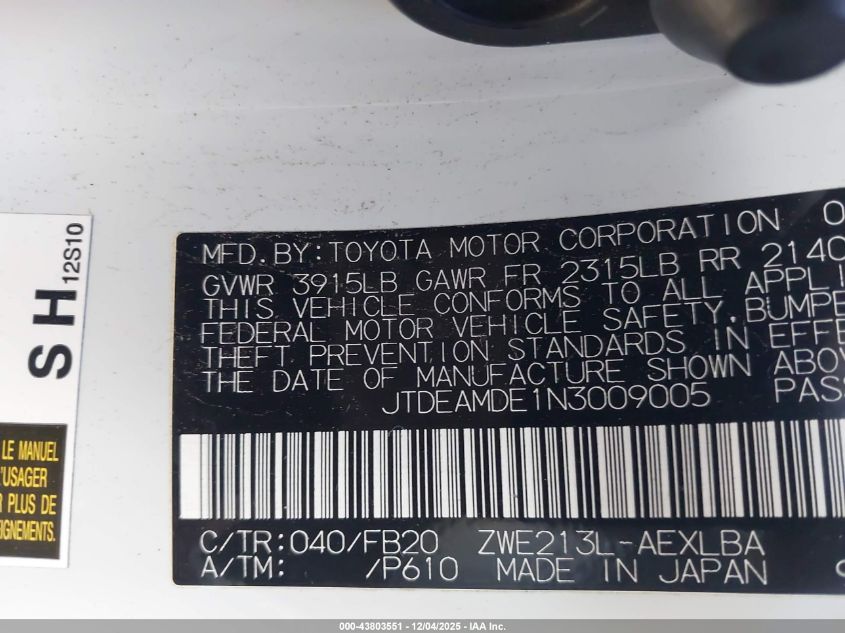 MFD.BY:TOYOTA MOTOR CORPORATION
GVWR 3915LB GAWR FR 2315LB RR 2140
THIS VEHICLE CONFORMS TO ALL APPLI
FEDERAL MOTOR VEHICLE SAFETY,BUMPE
THEFT PREVENTION STANDARDS IN EFFE
THE DATE OF MANUFACTURE SHOWN ABOV
JTDEAMDE1N3009005 PASS
C/TR:040/FB20 ZWE213L-AEXLBA
A/TM: /P610 MADE IN JAPAN
SH
12S10
LE MANUEL
'USAGER
R PLUS DE
EIGNEMENTS.
000-43803551 - 12/04/2025 - IAA Inc.